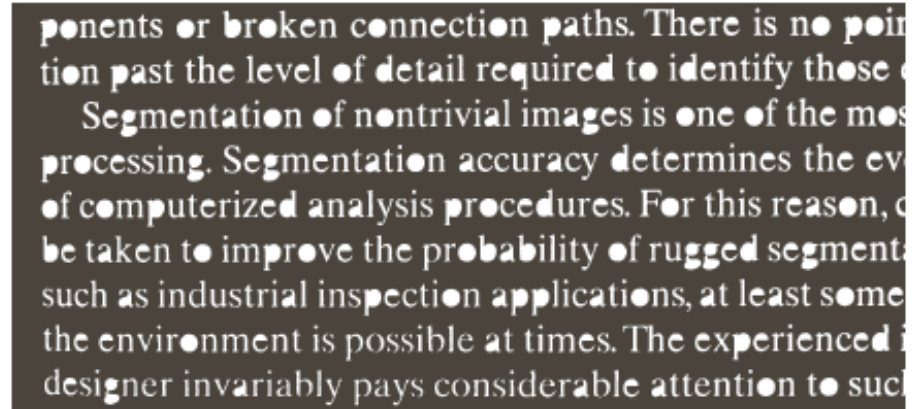 ponents or broken connection paths. There is no poin
tion past the level of detail required to identify those
Segmentation of nontrivial images is one of the mos
processing. Segmentation accuracy determines the ev
of computerized analysis procedures. For this reason, c
be taken to improve the probability of rugged segment
such as industrial inspection applications, at least some
the environment is possible at times. The experienced i
designer invariably pays considerable attention to suc